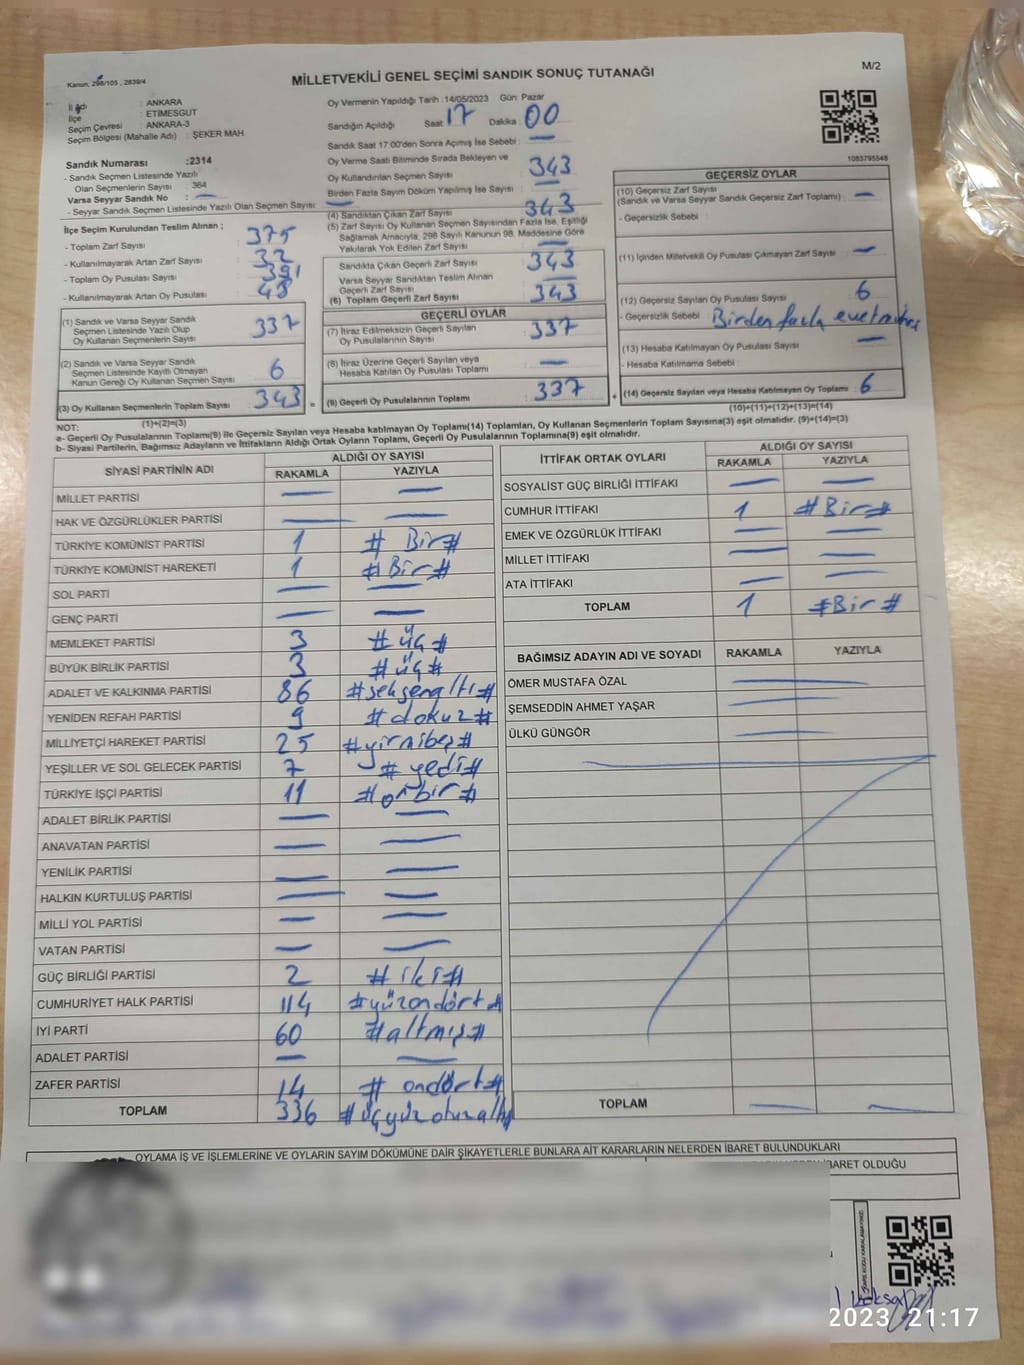 Kanun, 298/105 , 2839/4
MİLLETVEKİLİ GENEL SEÇİMİ SANDIK SONUÇ TUTANAĞI
M/2
İl Adı : ANKARA
İlçe : ETİMESGUT
Seçim Çevresi : ANKARA-3
Seçim Bölgesi (Mahalle Adı) : ŞEKER MAH
Sandık Numarası :2314
- Sandık Seçmen Listesinde Yazılı
Olan Seçmenlerin Sayısı : 364
Varsa Seyyar Sandık No : —
- Seyyar Sandık Seçmen Listesinde Yazılı Olan Seçmen Sayısı: —
Oy Vermenin Yapıldığı Tarih :14/05/2023 Gün: Pazar
Sandığın Açıldığı Saat : 17 Dakika : 00
Sandık Saat 17:00'den Sonra Açılmış İse Sebebi : —
Oy Verme Saati Bitiminde Sırada Bekleyen ve
Oy Kullandırılan Seçmen Sayısı : 343
Birden Fazla Sayım Döküm Yapılmış İse Sayısı : —
(4) Sandıktan Çıkan Zarf Sayısı : 343
(5) Zarf Sayısı Oy Kullanan Seçmen Sayısından Fazla İse, Eşitliği
Sağlamak Amacıyla, 298 Sayılı Kanunun 98. Maddesine Göre
Yakılarak Yok Edilen Zarf Sayısı : —
1083795548
İlçe Seçim Kurulundan Teslim Alınan ;
- Toplam Zarf Sayısı : 375
- Kullanılmayarak Artan Zarf Sayısı : 32
- Toplam Oy Pusulası Sayısı : 391
- Kullanılmayarak Artan Oy Pusulası : 48
(1) Sandık ve Varsa Seyyar Sandık
Seçmen Listesinde Yazılı Olup
Oy Kullanan Seçmen Sayısı : 337
(2) Sandık ve Varsa Seyyar Sandık
Seçmen Listesinde Kayıtlı Olmayan
Kanun Gereği Oy Kullanan Seçmen Sayısı : 6
(3) Oy Kullanan Seçmenlerin Toplam Sayısı : 343
(1)+(2)=(3)
Sandıkta Çıkan Geçerli Zarf Sayısı : 343
Varsa Seyyar Sandıktan Teslim Alınan
Geçerli Zarf Sayısı : —
(6) Toplam Geçerli Zarf Sayısı : 343
GEÇERLİ OYLAR
(7) İtiraz Edilmeksizin Geçerli Sayılan
Oy Pusulalarının Sayısı : 337
(8) İtiraz Üzerine Geçerli Sayılan veya
Hesaba Katılan Oy Pusulası Toplamı : —
(9) Geçerli Oy Pusulalarının Toplamı : 337
GEÇERSİZ OYLAR
(10) Geçersiz Zarf Sayısı
(Sandık ve Varsa Seyyar Sandık Geçersiz Zarf Toplamı) : —
- Geçersizlik Sebebi :
(11) İçinden Milletvekili Oy Pusulası Çıkmayan Zarf Sayısı : —
(12) Geçersiz Sayılan Oy Pusulası Sayısı : 6
- Geçersizlik Sebebi : Birden fazla evet
(13) Hesaba Katılmayan Oy Pusulası Sayısı : —
- Hesaba Katılmama Sebebi :
(14) Geçersiz Sayılan veya Hesaba Katılmayan Oy Toplamı : 6
(10)+(11)+(12)+(13)=(14)
NOT:
a- Geçerli Oy Pusulalarının Toplamı(9) ile Geçersiz Sayılan veya Hesaba katılmayan Oy Toplamı(14) Toplamları, Oy Kullanan Seçmenlerin Toplam Sayısına(3) eşit olmalıdır. (9)+(14)=(3)
b- Siyasi Partilerin, Bağımsız Adayların ve İttifakların Aldığı Ortak Oyların Toplamı, Geçerli Oy Pusulalarının Toplamına(9) eşit olmalıdır.
SİYASİ PARTİNİN ADI ALDIĞI OY SAYISI
RAKAMLA YAZIYLA
MİLLET PARTİSİ — —
HAK VE ÖZGÜRLÜKLER PARTİSİ — —
TÜRKİYE KOMÜNİST PARTİSİ 1 # Bir#
TÜRKİYE KOMÜNİST HAREKETİ 1 #Bir#
SOL PARTİ — —
GENÇ PARTİ — —
MEMLEKET PARTİSİ 3 #üç#
BÜYÜK BİRLİK PARTİSİ 3 #üç#
ADALET VE KALKINMA PARTİSİ 86 #seksenaltı#
YENİDEN REFAH PARTİSİ 9 #dokuz#
MİLLİYETÇİ HAREKET PARTİSİ 25 #yirmibeş#
YEŞİLLER VE SOL GELECEK PARTİSİ 7 #yedi#
TÜRKİYE İŞÇİ PARTİSİ 11 #onbir#
ADALET BİRLİK PARTİSİ — —
ANAVATAN PARTİSİ — —
YENİLİK PARTİSİ — —
HALKIN KURTULUŞ PARTİSİ — —
MİLLİ YOL PARTİSİ — —
VATAN PARTİSİ — —
GÜÇ BİRLİĞİ PARTİSİ 2 #iki#
CUMHURİYET HALK PARTİSİ 114 #yüzondört#
İYİ PARTİ 60 #altmış#
ADALET PARTİSİ — —
ZAFER PARTİSİ 14 # ondört#
TOPLAM 336 #üçyüzotuzaltı
İTTİFAK ORTAK OYLARI ALDIĞI OY SAYISI
RAKAMLA YAZIYLA
SOSYALİST GÜÇ BİRLİĞİ İTTİFAKI — —
CUMHUR İTTİFAKI 1 #Bir#
EMEK VE ÖZGÜRLÜK İTTİFAKI — —
MİLLET İTTİFAKI — —
ATA İTTİFAKI — —
TOPLAM 1 #Bir#
BAĞIMSIZ ADAYIN ADI VE SOYADI RAKAMLA YAZIYLA
ÖMER MUSTAFA ÖZAL —
ŞEMSEDDİN AHMET YAŞAR —
ÜLKÜ GÜNGÖR —
TOPLAM — —
OYLAMA İŞ VE İŞLEMLERİNE VE OYLARIN SAYIM DÖKÜMÜNE DAİR ŞİKAYETLERLE BUNLARA AİT KARARLARIN NELERDEN İBARET BULUNDUKLARI
İBARET OLDUĞU
2023 21:17